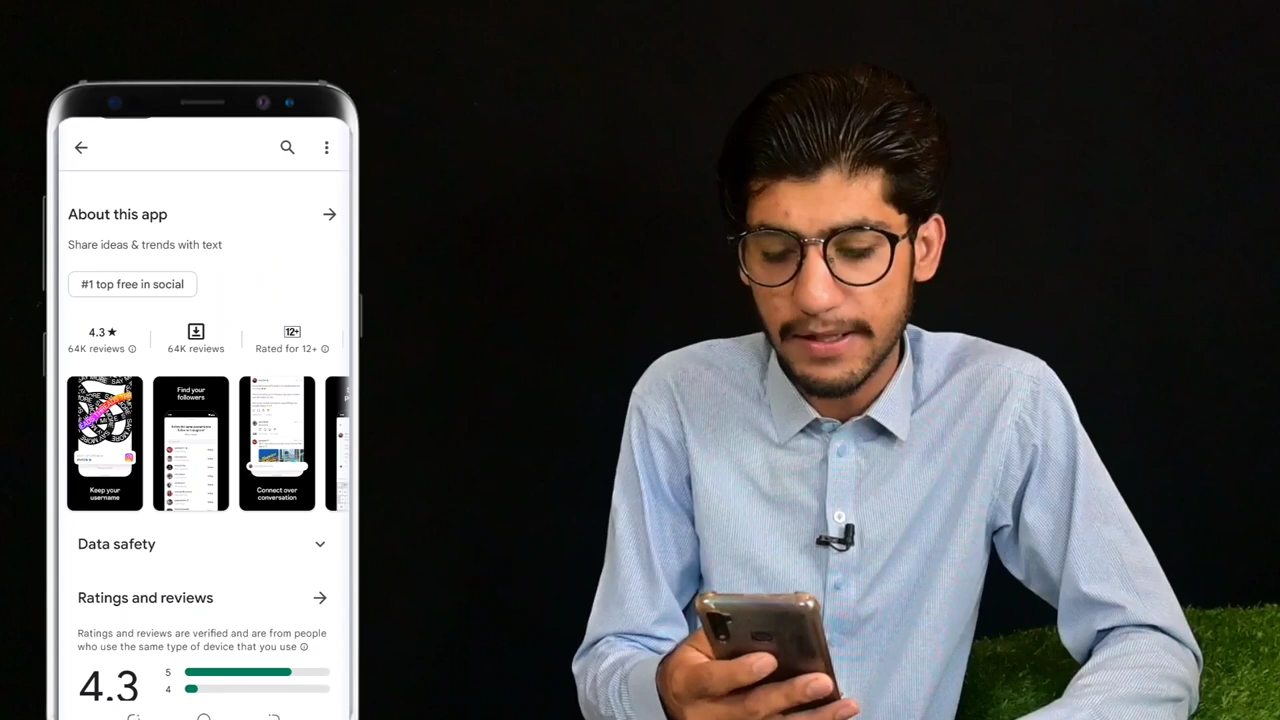 About this app
Share ideas & trends with text
#1 top free in social
4.3★
64K reviews
64K reviews
12+
Rated for 12+
SAY MORE
Find your
followers
Keep your
username
Connect over
conversation
Data safety
Ratings and reviews
Ratings and reviews are verified and are from people
who use the same type of device that you use
4.3
5
4